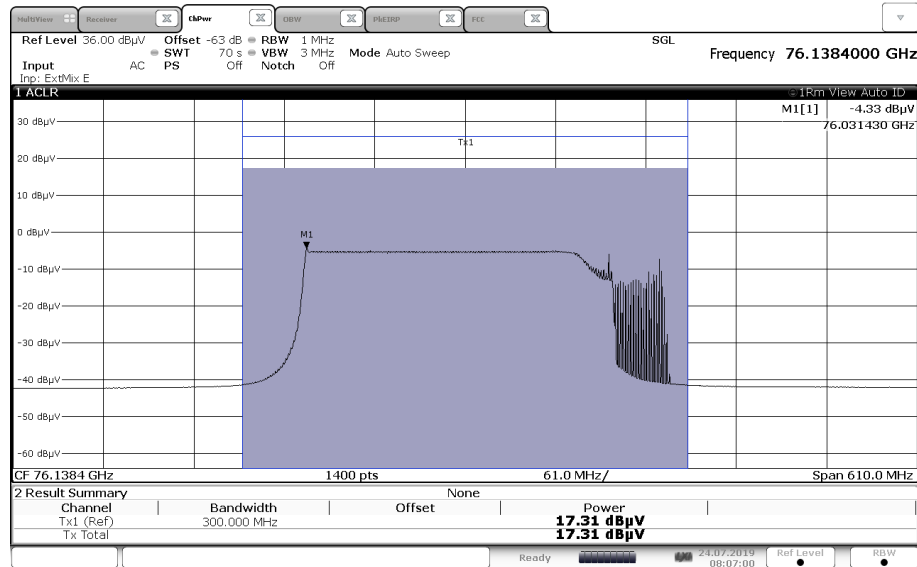 MultiView Receiver ChPwr OBW PkEIRP FCC
Ref Level 36.00 dBµV Offset -63 dB RBW 1 MHz SGL
SWT 70 s VBW 3 MHz Mode Auto Sweep Frequency 76.1384000 GHz
Input AC PS Off Notch Off
Inp: ExtMix E
1 ACLR 1Rm View Auto ID
M1[1] -4.33 dBµV
76.031430 GHz
30 dBµV
Tx1
20 dBµV
10 dBµV
0 dBµV
M1
-10 dBµV
-20 dBµV
-30 dBµV
-40 dBµV
-50 dBµV
-60 dBµV
CF 76.1384 GHz 1400 pts 61.0 MHz/ Span 610.0 MHz
2 Result Summary None
Channel Bandwidth Offset Power
Tx1 (Ref) 300.000 MHz 17.31 dBµV
Tx Total 17.31 dBµV
Ready 24.07.2019 Ref Level RBW
08:07:00